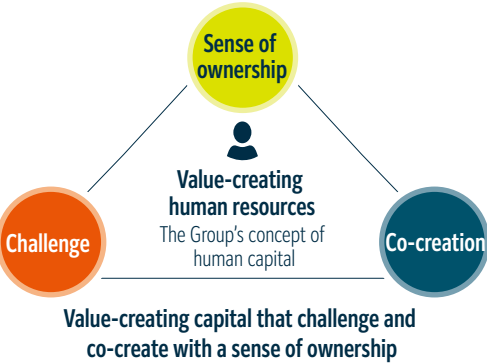 Sense of
ownership
Value-creating
human resources
The Group's concept of
human capital
Challenge
Co-creation
Value-creating capital that challenge and
co-create with a sense of ownership